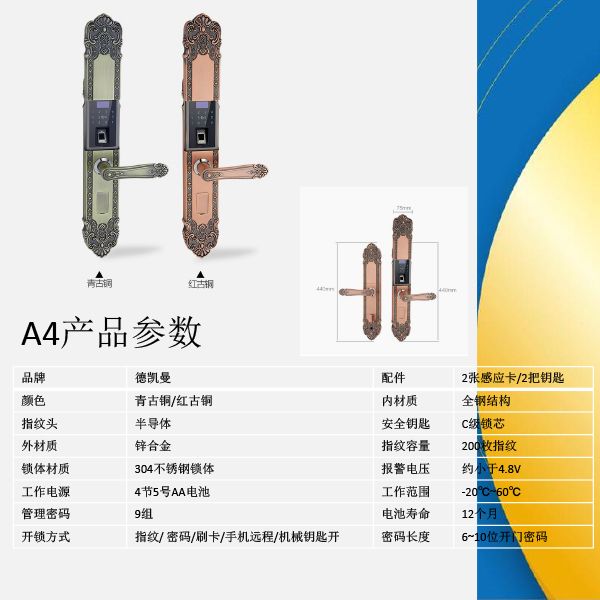 青古铜
红古铜
75mm
440mm
440mm
A4产品参数
品牌 德凯曼 配件 2张感应卡/2把钥匙
颜色 青古铜/红古铜 内材质 全钢结构
指纹头 半导体 安全钥匙 C级锁芯
外材质 锌合金 指纹容量 200枚指纹
锁体材质 304不锈钢锁体 报警电压 约小于4.8V
工作电源 4节5号AA电池 工作范围 -20℃~60℃
管理密码 9组 电池寿命 12个月
开锁方式 指纹/ 密码/刷卡/手机远程/机械钥匙开 密码长度 6~10位开门密码